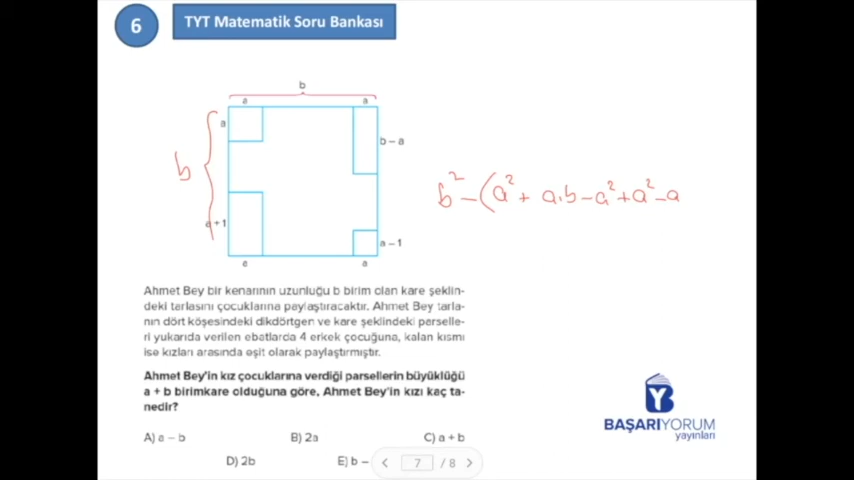 6
TYT Matematik Soru Bankası
b
a
a
a
b – a
b
b² – (a² + a.b – a² + a² – a
a +1
a – 1
a
a
Ahmet Bey bir kenarının uzunluğu b birim olan kare şeklin-
deki tarlasını çocuklarına paylaştıracaktır. Ahmet Bey tarla-
nın dört köşesindeki dikdörtgen ve kare şeklindeki parselle-
ri yukarıda verilen ebatlarda 4 erkek çocuğuna, kalan kısmı
ise kızları arasında eşit olarak paylaştırmıştır.
Ahmet Bey'in kız çocuklarına verdiği parsellerin büyüklüğü
a + b birimkare olduğuna göre, Ahmet Bey'in kızı kaç ta-
nedir?
A) a – b
B) 2a
C) a + b
D) 2b
E) b –
7 / 8
YB
BAŞARIYORUM
yayınları